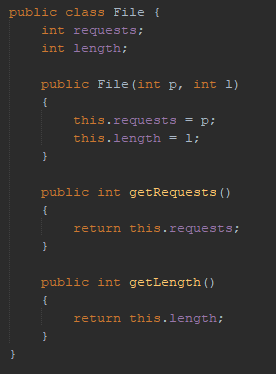 public class File {
    int requests;
    int length;

    public File(int p, int l)
    {
        this.requests = p;
        this.length = l;
    }

    public int getRequests()
    {
        return this.requests;
    }

    public int getLength()
    {
        return this.length;
    }
}